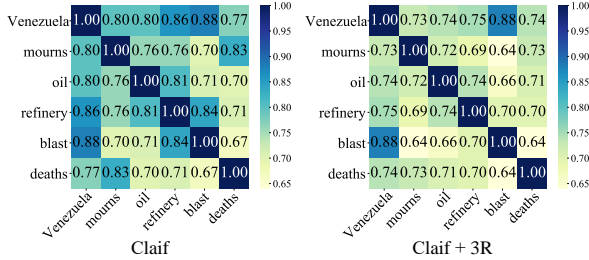 Venezuela 1.00 0.80 0.80 0.86 0.88 0.77
mourns 0.80 1.00 0.76 0.76 0.70 0.83
oil 0.80 0.76 1.00 0.81 0.71 0.70
refinery 0.86 0.76 0.81 1.00 0.84 0.71
blast 0.88 0.70 0.71 0.84 1.00 0.67
deaths 0.77 0.83 0.70 0.71 0.67 1.00
Venezuela mourns oil refinery blast deaths
1.00
0.95
0.90
0.85
0.80
0.75
0.70
0.65
Claif
Venezuela 1.00 0.73 0.74 0.75 0.88 0.74
mourns 0.73 1.00 0.72 0.69 0.64 0.73
oil 0.74 0.72 1.00 0.74 0.66 0.71
refinery 0.75 0.69 0.74 1.00 0.70 0.70
blast 0.88 0.64 0.66 0.70 1.00 0.64
deaths 0.74 0.73 0.71 0.70 0.64 1.00
Venezuela mourns oil refinery blast deaths
1.00
0.95
0.90
0.85
0.80
0.75
0.70
0.65
Claif + 3R